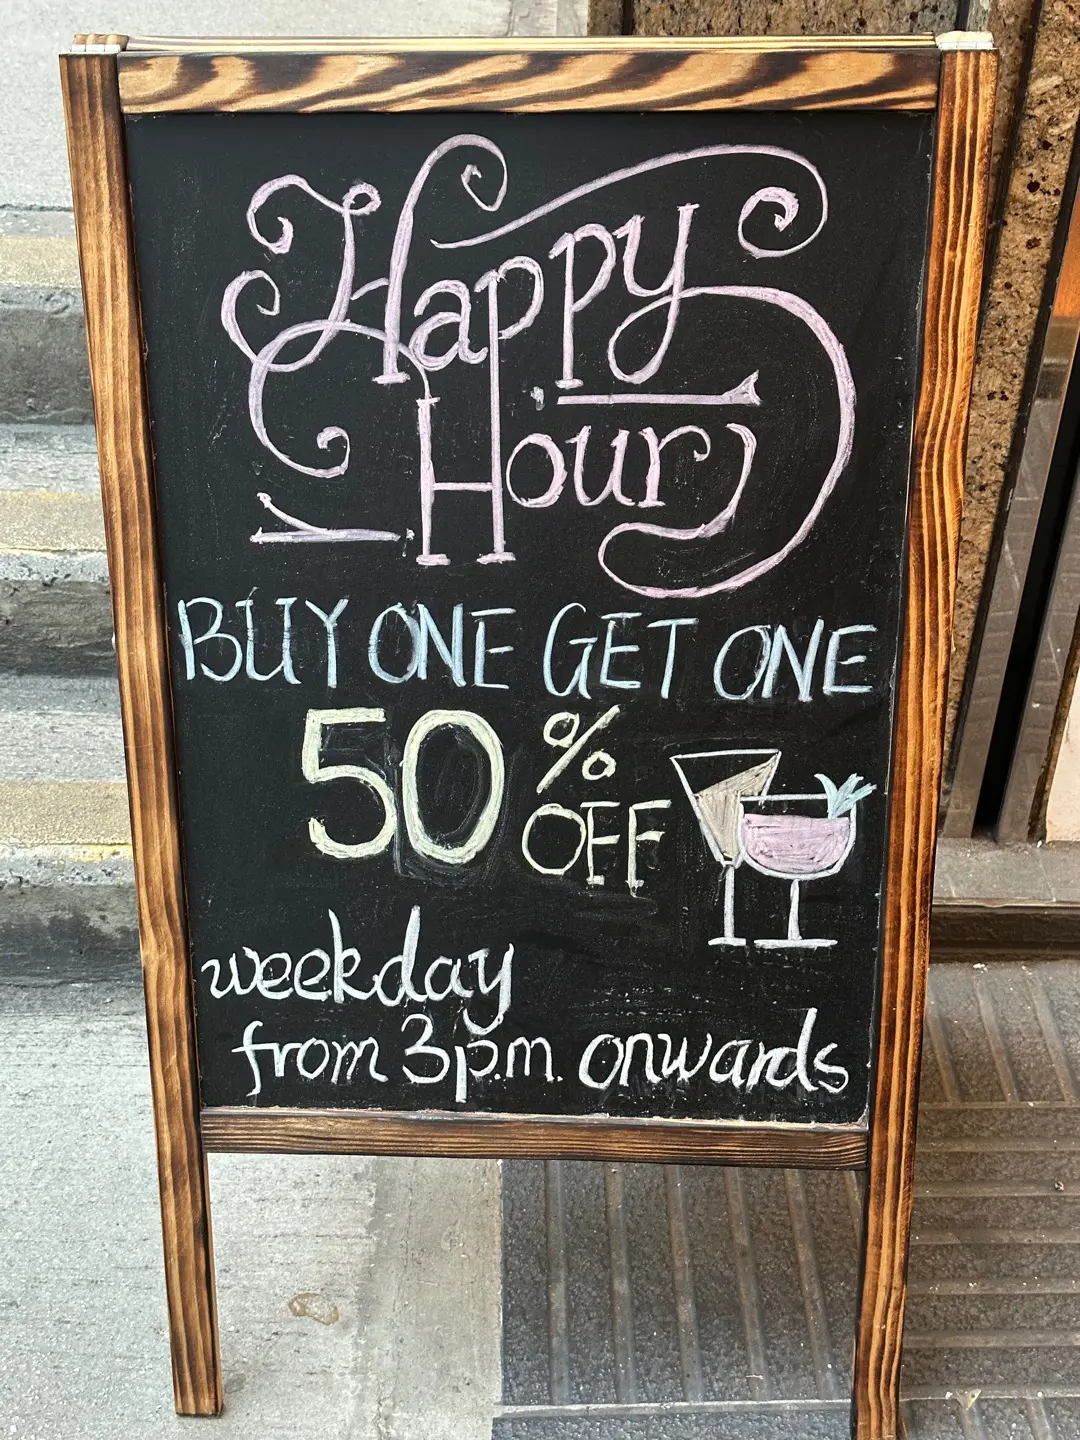 Happy
Hour
BUY ONE GET ONE
50% OFF
weekday
from 3p.m. onwards